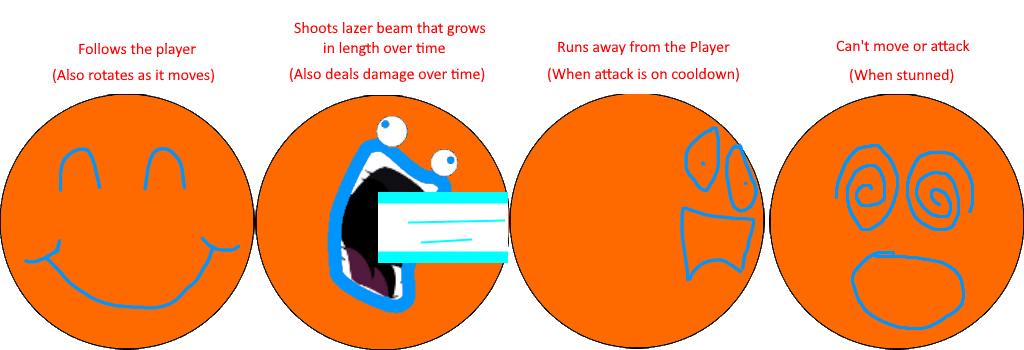 Follows the player
(Also rotates as it moves)
Shoots lazer beam that grows
in length over time
(Also deals damage over time)
Runs away from the Player
(When attack is on cooldown)
Can't move or attack
(When stunned)